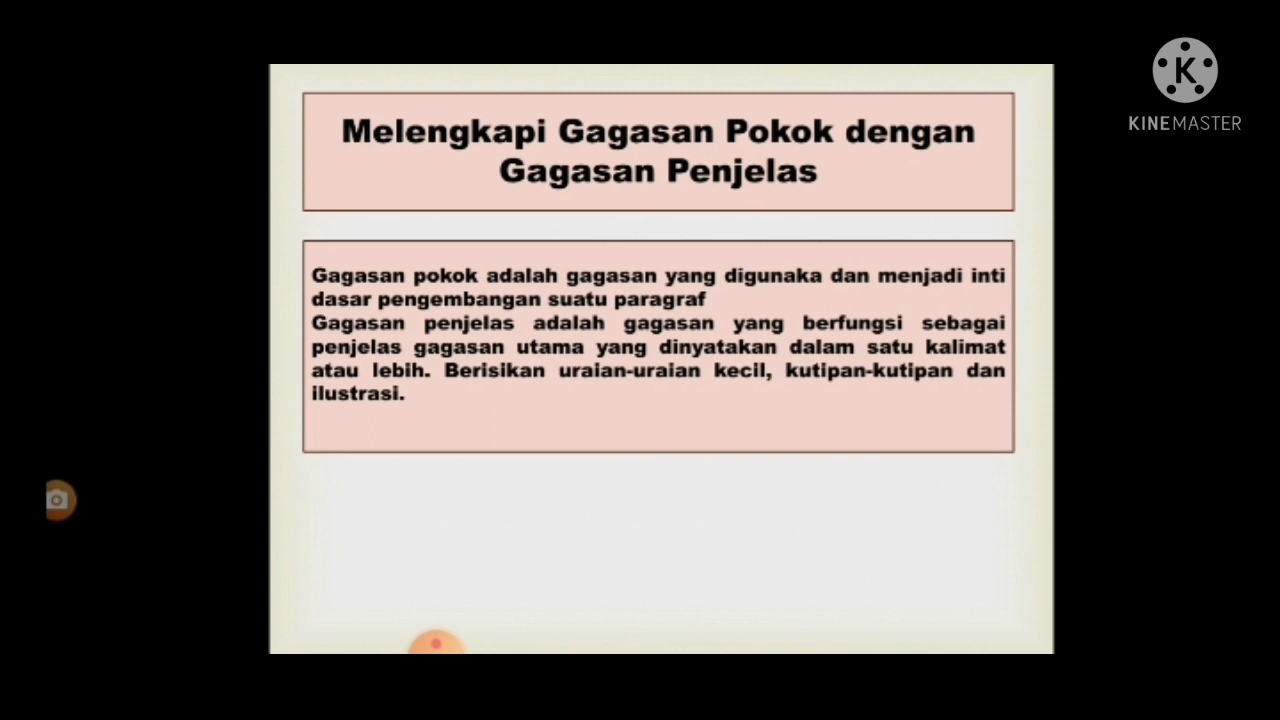 Melengkapi Gagasan Pokok dengan
Gagasan Penjelas
Gagasan pokok adalah gagasan yang digunaka dan menjadi inti
dasar pengembangan suatu paragraf
Gagasan penjelas adalah gagasan yang berfungsi sebagai
penjelas gagasan utama yang dinyatakan dalam satu kalimat
atau lebih. Berisikan uraian-uraian kecil, kutipan-kutipan dan
ilustrasi.
K
KINEMASTER